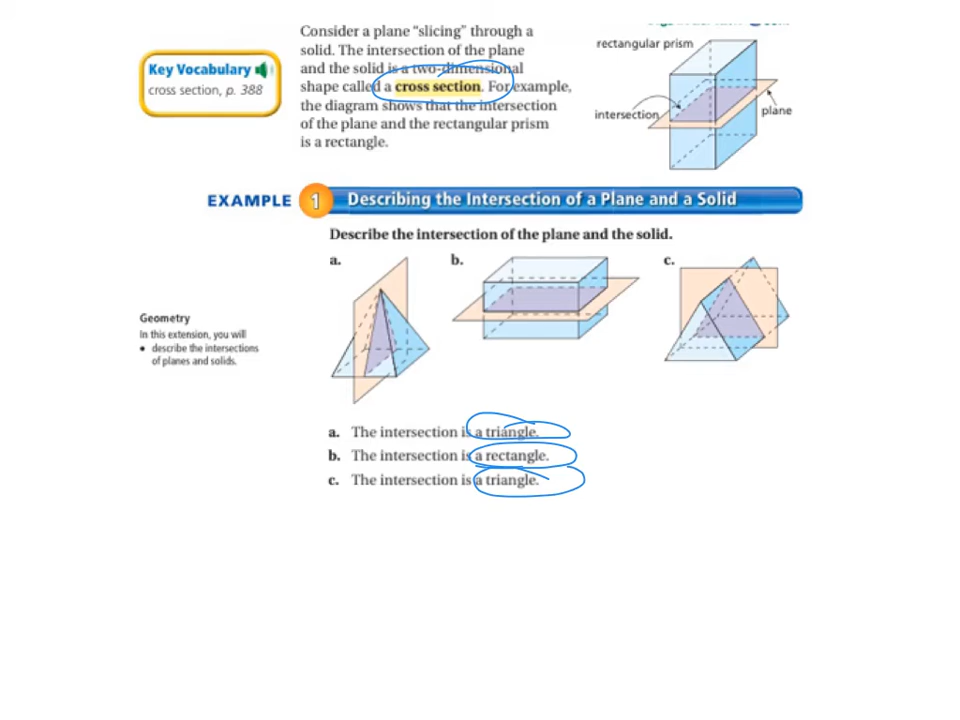 Consider a plane “slicing” through a
solid. The intersection of the plane
and the solid is a two-dimensional
shape called a cross section. For example,
the diagram shows that the intersection
of the plane and the rectangular prism
is a rectangle.
Key Vocabulary
cross section, p. 388
rectangular prism
intersection
plane
EXAMPLE 1 Describing the Intersection of a Plane and a Solid
Describe the intersection of the plane and the solid.
a. b. c.
Geometry
In this extension, you will
• describe the intersections
of planes and solids.
a. The intersection is a triangle.
b. The intersection is a rectangle.
c. The intersection is a triangle.